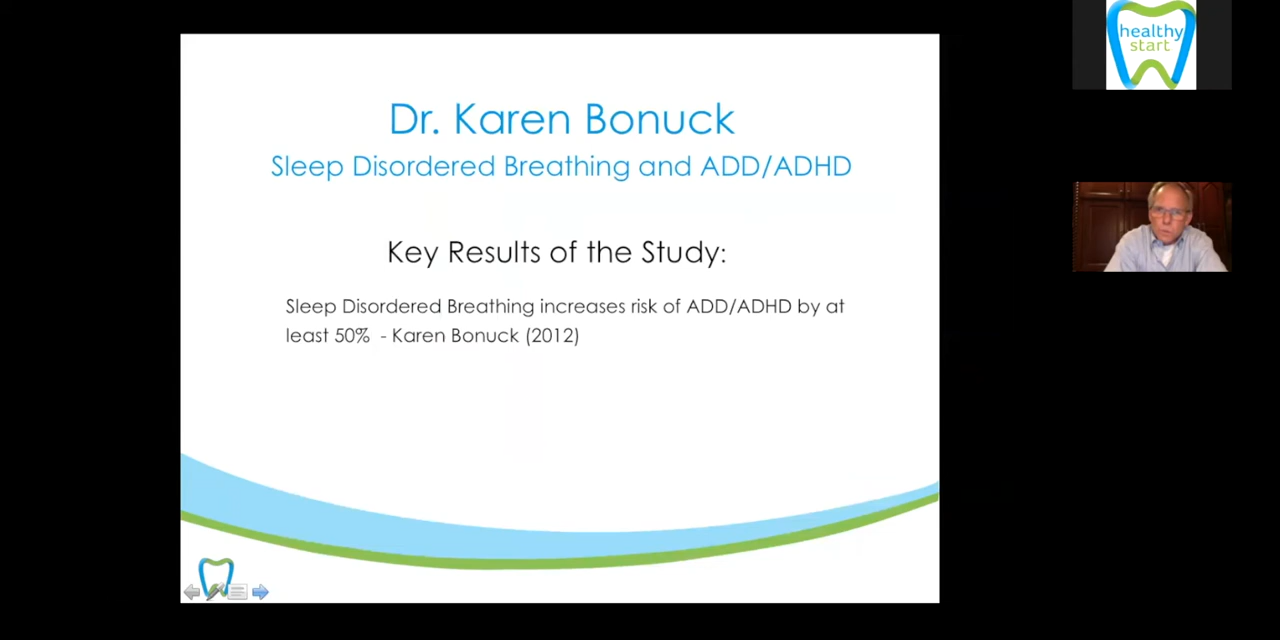 Dr. Karen Bonuck
Sleep Disordered Breathing and ADD/ADHD
Key Results of the Study:
Sleep Disordered Breathing increases risk of ADD/ADHD by at
least 50%  - Karen Bonuck (2012)
healthy
start